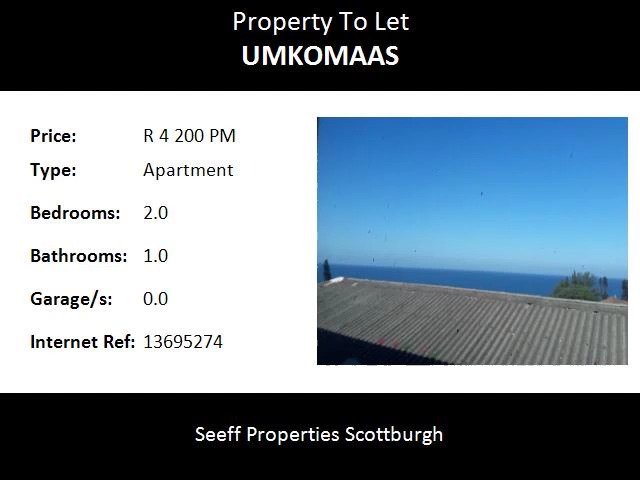 Property To Let
UMKOMAAS
Price: R 4 200 PM
Type: Apartment
Bedrooms: 2.0
Bathrooms: 1.0
Garage/s: 0.0
Internet Ref: 13695274
Seeff Properties Scottburgh